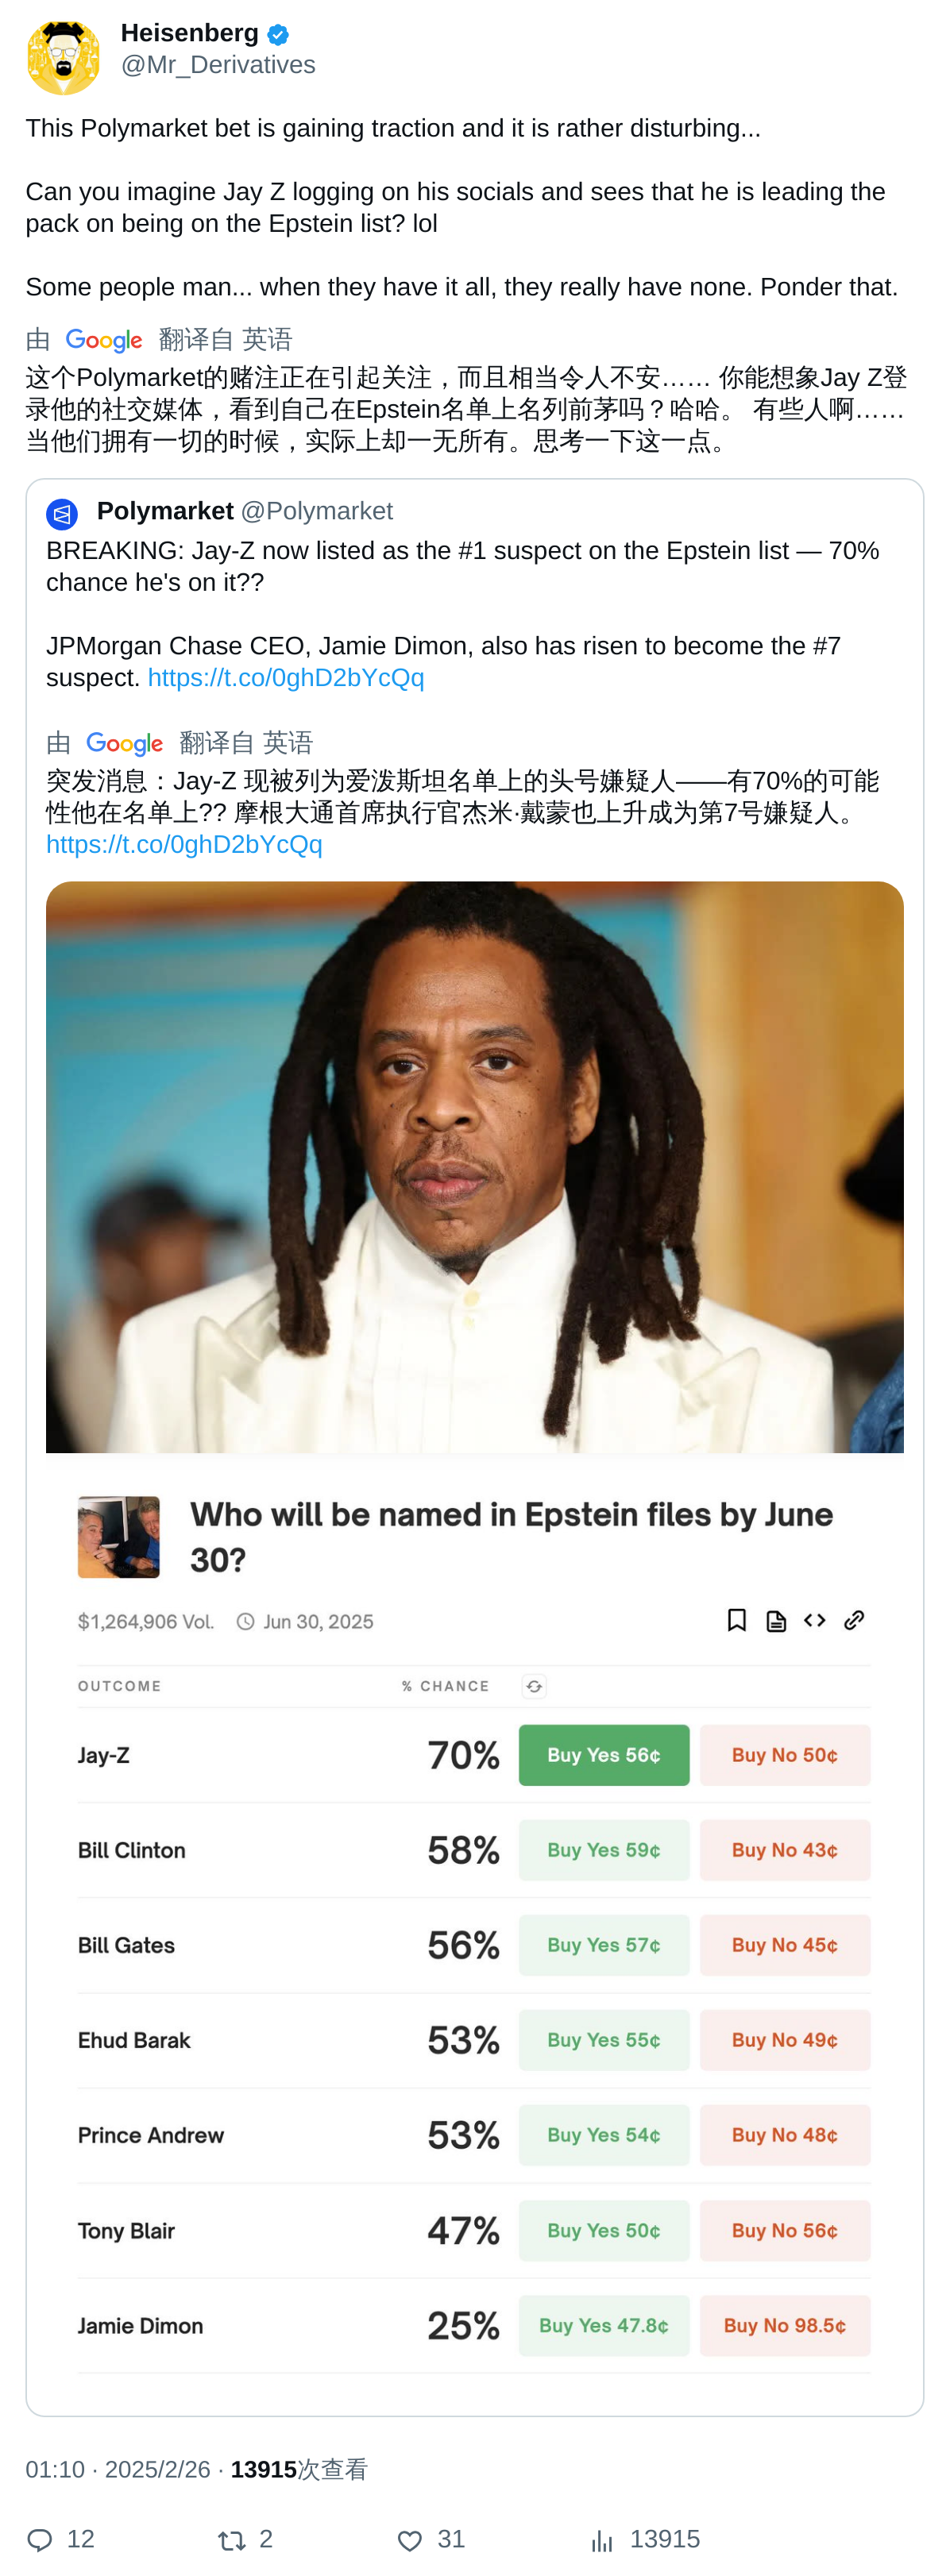 Heisenberg
@Mr_Derivatives
This Polymarket bet is gaining traction and it is rather disturbing...
Can you imagine Jay Z logging on his socials and sees that he is leading the
pack on being on the Epstein list? lol
Some people man... when they have it all, they really have none. Ponder that.
由 Google 翻译自 英语
这个Polymarket的赌注正在引起关注，而且相当令人不安…… 你能想象Jay Z登
录他的社交媒体，看到自己在Epstein名单上名列前茅吗？哈哈。 有些人啊……
当他们拥有一切的时候，实际上却一无所有。思考一下这一点。
Polymarket @Polymarket
BREAKING: Jay-Z now listed as the #1 suspect on the Epstein list — 70%
chance he's on it??
JPMorgan Chase CEO, Jamie Dimon, also has risen to become the #7
suspect. https://t.co/0ghD2bYcQq
由 Google 翻译自 英语
突发消息：Jay-Z 现被列为爱泼斯坦名单上的头号嫌疑人——有70%的可能
性他在名单上?? 摩根大通首席执行官杰米·戴蒙也上升成为第7号嫌疑人。
https://t.co/0ghD2bYcQq
Who will be named in Epstein files by June
30?
$1,264,906 Vol. Jun 30, 2025
OUTCOME % CHANCE
Jay-Z 70% Buy Yes 56¢ Buy No 50¢
Bill Clinton 58% Buy Yes 59¢ Buy No 43¢
Bill Gates 56% Buy Yes 57¢ Buy No 45¢
Ehud Barak 53% Buy Yes 55¢ Buy No 49¢
Prince Andrew 53% Buy Yes 54¢ Buy No 48¢
Tony Blair 47% Buy Yes 50¢ Buy No 56¢
Jamie Dimon 25% Buy Yes 47.8¢ Buy No 98.5¢
01:10 · 2025/2/26 · 13915次查看
12 2 31 13915